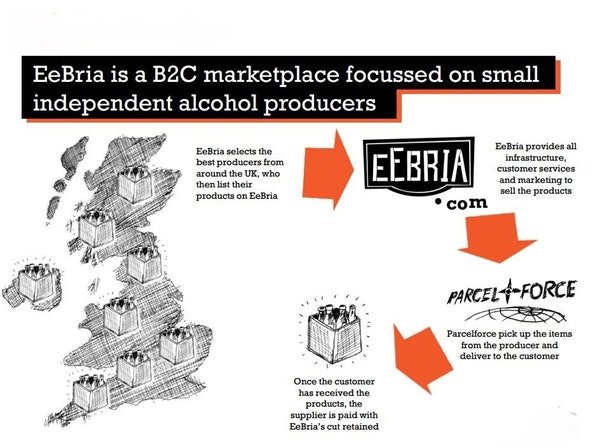 EeBria is a B2C marketplace focussed on small
independent alcohol producers
EeBria selects the
best producers from
around the UK, who
then list their
products on EeBria
EEBRIA
.com
EeBria provides all
infrastructure,
customer services
and marketing to
sell the products
PARCEL FORCE
Parcelforce pick up the items
from the producer and
deliver to the customer
Once the customer
has received the
products, the
supplier is paid with
EeBria's cut retained